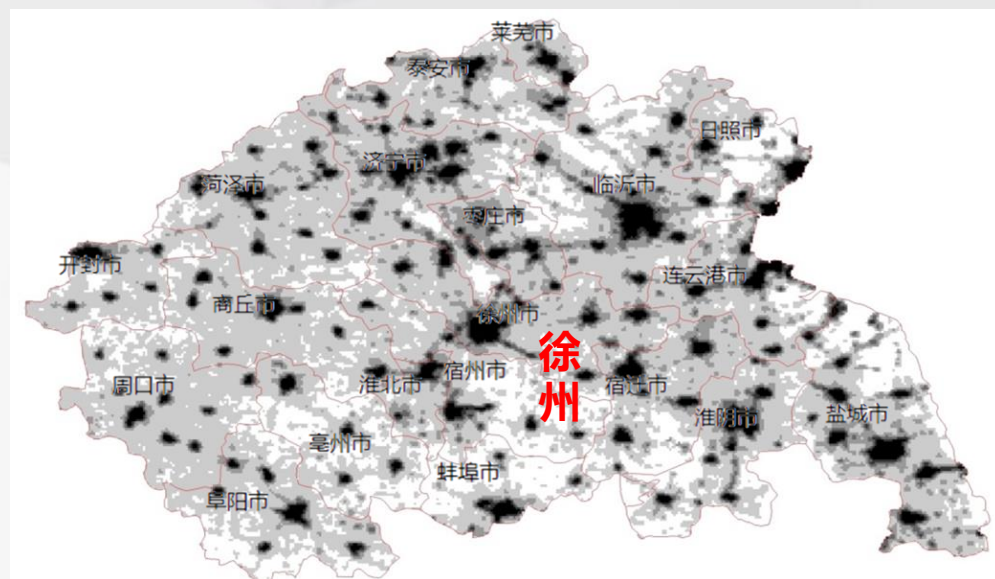 莱芜市
泰安市
日照市
济宁市
菏泽市
临沂市
枣庄市
开封市
连云港市
商丘市
徐州市
徐州
周口市
淮北市
宿州市
宿迁市
淮阴市
盐城市
亳州市
蚌埠市
阜阳市